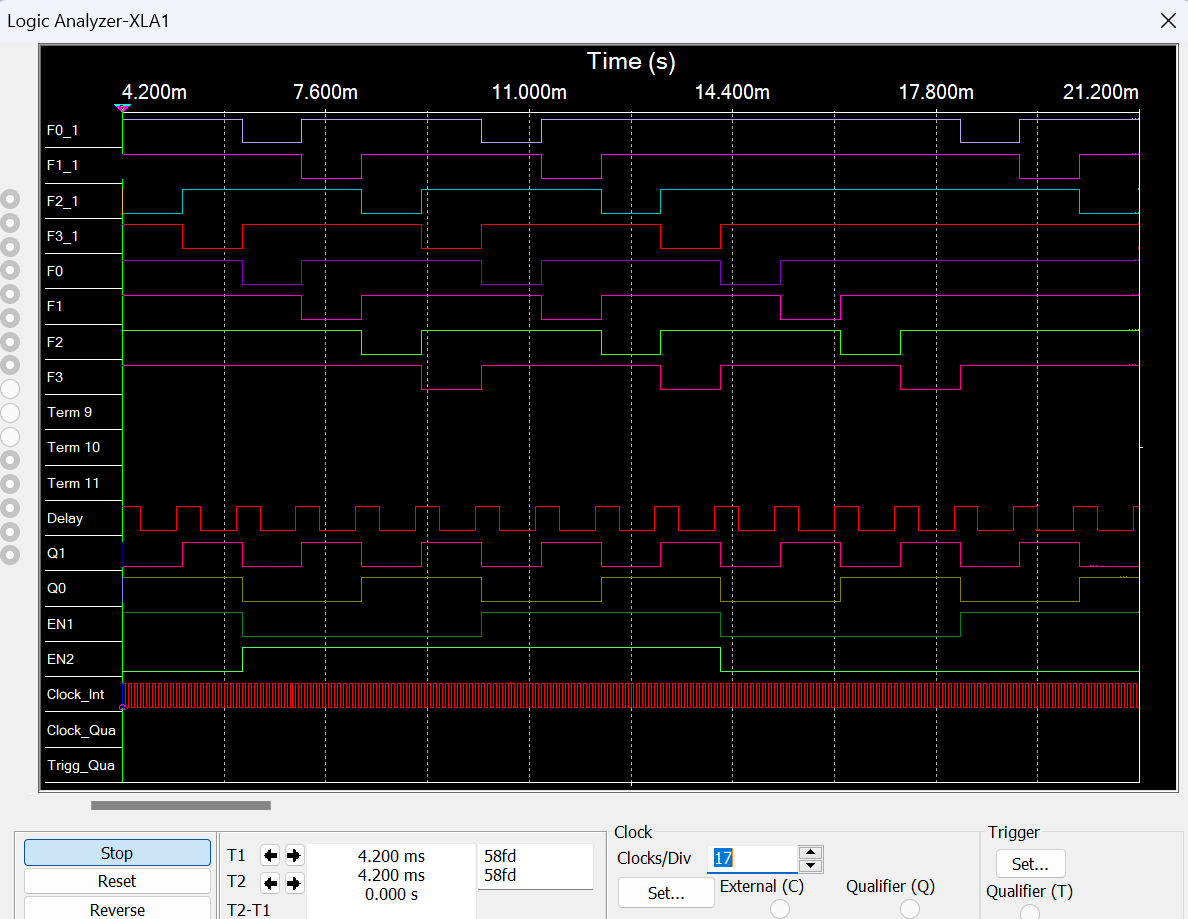 Logic Analyzer-XLA1
Time (s)
4.200m 7.600m 11.000m 14.400m 17.800m 21.200m
F0_1
F1_1
F2_1
F3_1
F0
F1
F2
F3
Term 9
Term 10
Term 11
Delay
Q1
Q0
EN1
EN2
Clock_Int
Clock_Qua
Trigg_Qua
Stop
Reset
Reverse
T1 4.200 ms 58fd
T2 4.200 ms 58fd
T2-T1 0.000 s
Clock
Clocks/Div 17
Set...
External (C) Qualifier (Q)
Trigger
Set...
Qualifier (T)